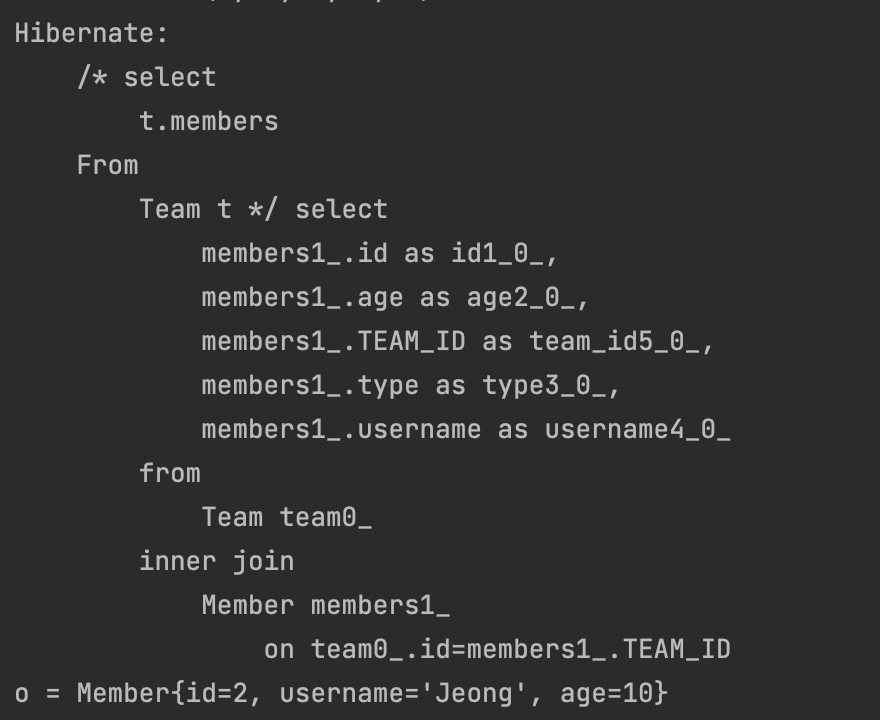 Hibernate:
    /* select
        t.members
    From
        Team t */ select
            members1_.id as id1_0_,
            members1_.age as age2_0_,
            members1_.TEAM_ID as team_id5_0_,
            members1_.type as type3_0_,
            members1_.username as username4_0_
        from
            Team team0_
        inner join
            Member members1_
                on team0_.id=members1_.TEAM_ID
o = Member{id=2, username='Jeong', age=10}